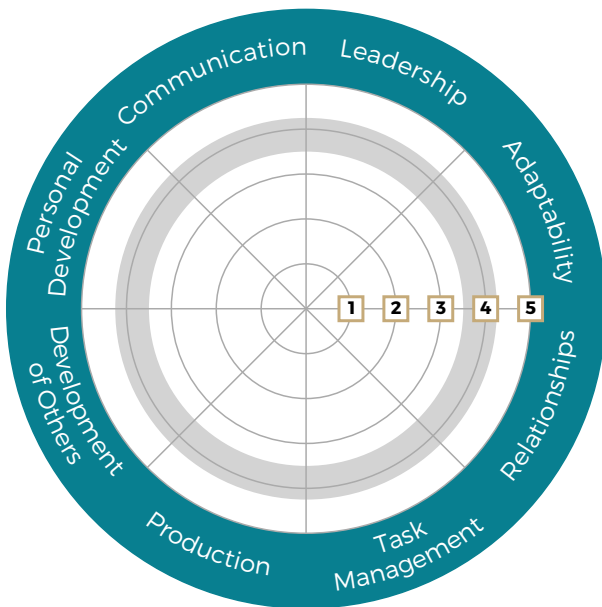 Communication
Leadership
Adaptability
Relationships
Task
Management
Production
Development
of Others
Personal
Development
1
2
3
4
5